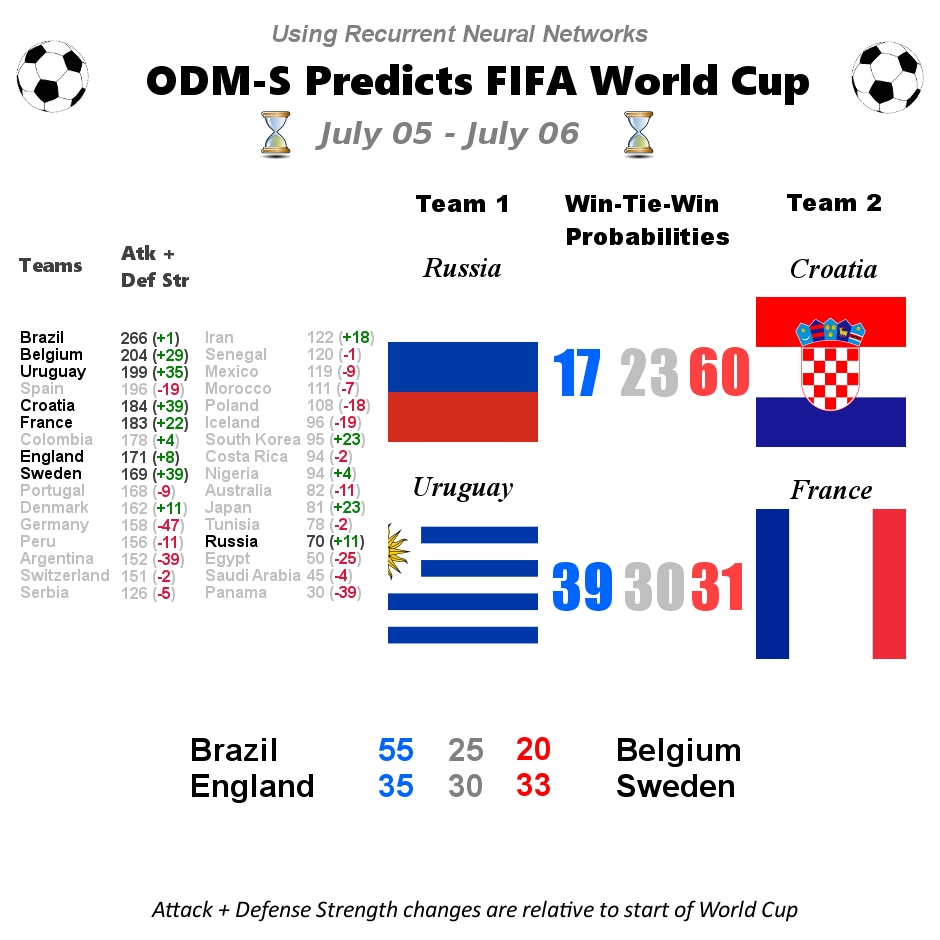 Using Recurrent Neural Networks
ODM-S Predicts FIFA World Cup
July 05 - July 06
Team 1 Win-Tie-Win Probabilities Team 2
Teams Atk + Def Str
Russia 17 23 60 Croatia
Uruguay 39 30 31 France
Brazil 266 (+1) Iran 122 (+18)
Belgium 204 (+29) Senegal 120 (-1)
Uruguay 199 (+35) Mexico 119 (-9)
Spain 196 (-19) Morocco 111 (-7)
Croatia 184 (+39) Poland 108 (-18)
France 183 (+22) Iceland 96 (-19)
Colombia 178 (+4) South Korea 95 (+23)
England 171 (+8) Costa Rica 94 (-2)
Sweden 169 (+39) Nigeria 94 (+4)
Portugal 168 (-9) Australia 82 (-11)
Denmark 162 (+11) Japan 81 (+23)
Germany 158 (-47) Tunisia 78 (-2)
Peru 156 (-11) Russia 70 (+11)
Argentina 152 (-39) Egypt 50 (-25)
Switzerland 151 (-2) Saudi Arabia 45 (-4)
Serbia 126 (-5) Panama 30 (-39)
Brazil 55 25 20 Belgium
England 35 30 33 Sweden
Attack + Defense Strength changes are relative to start of World Cup